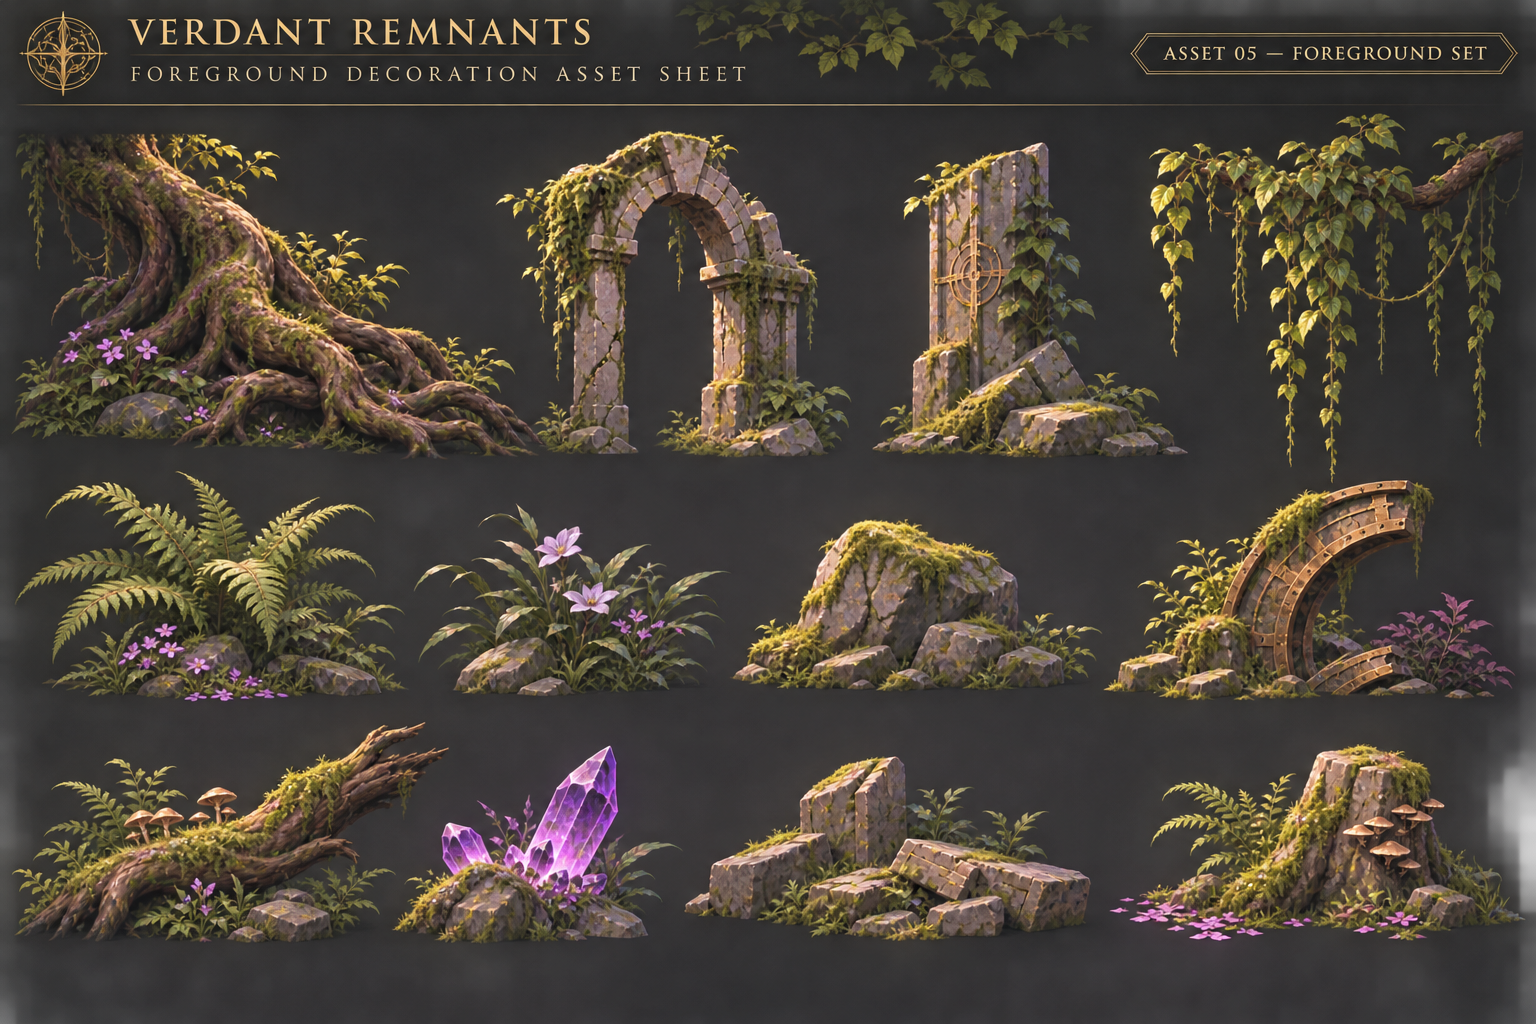 VERDANT REMNANTS
FOREGROUND DECORATION ASSET SHEET
ASSET 05 — FOREGROUND SET